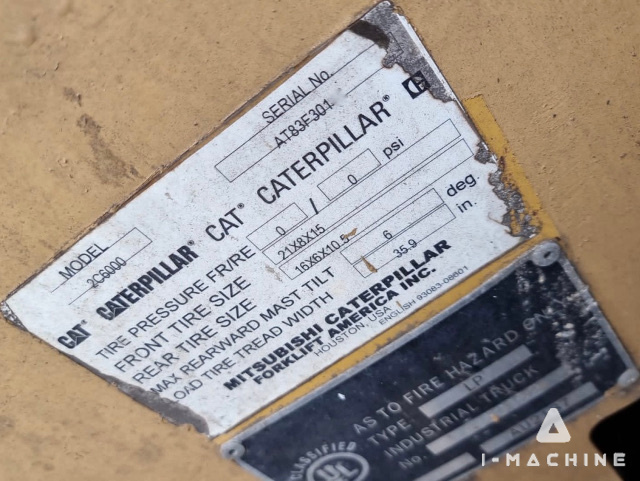 MODEL
2C6000
SERIAL No.
AT83F301
CAT CATERPILLAR® CAT® CATERPILLAR®
TIRE PRESSURE FR/RE 0 / 0 psi
FRONT TIRE SIZE 21X8X15
REAR TIRE SIZE 16X6X10.5
MAX REARWARD MAST TILT 6 deg
LOAD TIRE TREAD WIDTH 35.9 in.
MITSUBISHI CATERPILLAR
FORKLIFT AMERICA INC.
HOUSTON, USA
ENGLISH 93083-08801
CLASSIFIED
UL
AS TO FIRE HAZARD ONLY
TYPE LP
INDUSTRIAL TRUCK
No.
I-MACHINE